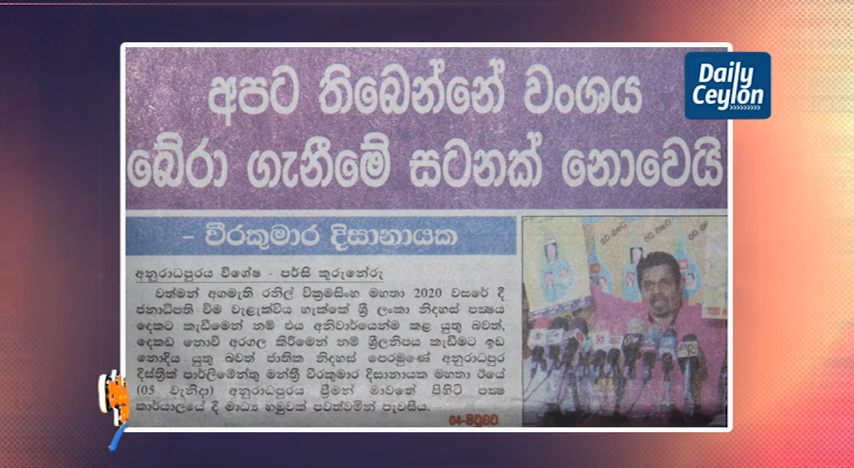 Daily
Ceylon
අපට තිබෙන්නේ වංශය
බේරා ගැනීමේ සටනක් නොවෙයි
- වීරකුමාර දිසානායක
අනුරාධපුරය විශේෂ - පර්සි කුරුනේරු
වත්මන් අගමැති රනිල් වික්‍රමසිංහ මහතා 2020 වසරේ දී
ජනාධිපති වීම වැළැක්විය හැක්කේ ශ්‍රී ලංකා නිදහස් පක්‍ෂය
දෙකට කැඩීමෙන් නම් එය අනිවාර්යෙන්ම කළ යුතු බවත්,
දෙකඩ නොවී අරගල කිරීමෙන් නම් ශ්‍රීලනිපය කැඩීමට ඉඩ
නොදිය යුතු බවත් ජාතික නිදහස් පෙරමුණේ අනුරාධපුර
දිස්ත්‍රික් පාර්ලිමේන්තු මන්ත්‍රී වීරකුමාර දිසානායක මහතා ඊයේ
(05 වැනිදා) අනුරාධපුරය ප්‍රීමන් මාවතේ පිහිටි පක්‍ෂ
කාර්යාලයේ දී මාධ්‍ය හමුවක් පවත්වමින් පැවසීය.
04-පිටුවට